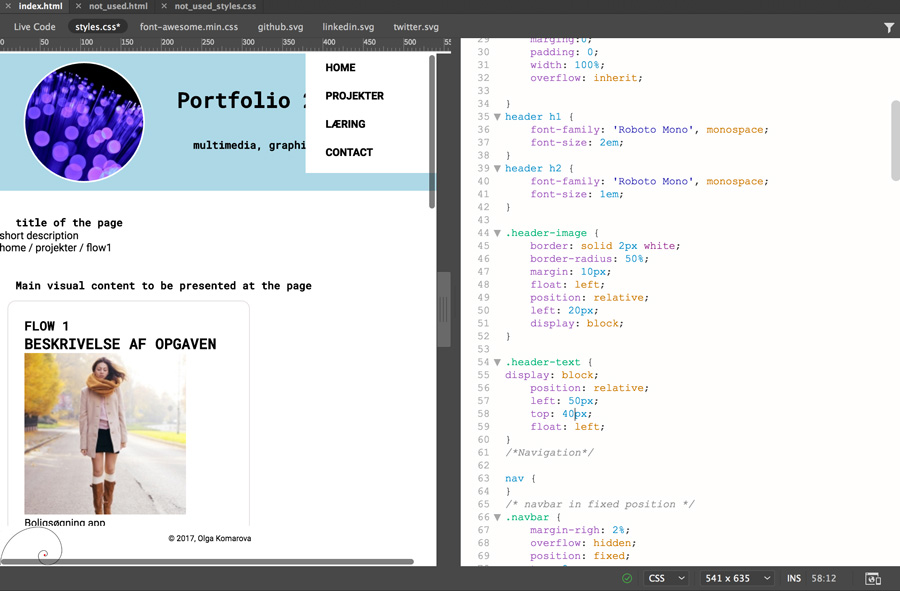 index.html
not_used.html
not_used_styles.css
Live Code
styles.css*
font-awesome.min.css
github.svg
linkedin.svg
twitter.svg
0 50 100 150 200 250 300 350 400 450 500
HOME
PROJEKTER
LÆRING
CONTACT
Portfolio
multimedia, graphi
title of the page
short description
home / projekter / flow1
Main visual content to be presented at the page
FLOW 1
BESKRIVELSE AF OPGAVEN
Boligsøgning app
© 2017, Olga Komarova
29 marging:0;
30 padding: 0;
31 width: 100%;
32 overflow: inherit;
33
34 }
35 header h1 {
36 font-family: 'Roboto Mono', monospace;
37 font-size: 2em;
38 }
39 header h2 {
40 font-family: 'Roboto Mono', monospace;
41 font-size: 1em;
42 }
43
44 .header-image {
45 border: solid 2px white;
46 border-radius: 50%;
47 margin: 10px;
48 float: left;
49 position: relative;
50 left: 20px;
51 display: block;
52 }
53
54 .header-text {
55 display: block;
56 position: relative;
57 left: 50px;
58 top: 40px;
59 float: left;
60 }
61 /*Navigation*/
62
63 nav {
64 }
65 /* navbar in fixed position */
66 .navbar {
67 margin-righ: 2%;
68 overflow: hidden;
69 position: fixed;
CSS
541 x 635
INS
58:12